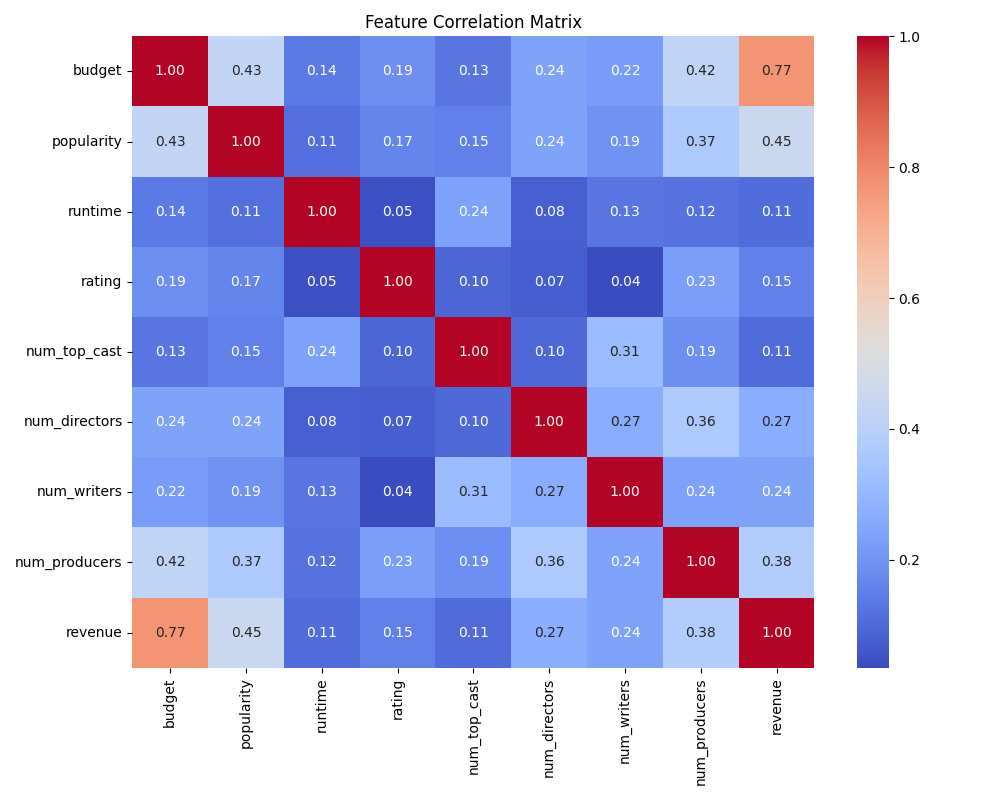 Feature Correlation Matrix
budget 1.00 0.43 0.14 0.19 0.13 0.24 0.22 0.42 0.77
popularity 0.43 1.00 0.11 0.17 0.15 0.24 0.19 0.37 0.45
runtime 0.14 0.11 1.00 0.05 0.24 0.08 0.13 0.12 0.11
rating 0.19 0.17 0.05 1.00 0.10 0.07 0.04 0.23 0.15
num_top_cast 0.13 0.15 0.24 0.10 1.00 0.10 0.31 0.19 0.11
num_directors 0.24 0.24 0.08 0.07 0.10 1.00 0.27 0.36 0.27
num_writers 0.22 0.19 0.13 0.04 0.31 0.27 1.00 0.24 0.24
num_producers 0.42 0.37 0.12 0.23 0.19 0.36 0.24 1.00 0.38
revenue 0.77 0.45 0.11 0.15 0.11 0.27 0.24 0.38 1.00
budget popularity runtime rating num_top_cast num_directors num_writers num_producers revenue
1.0
0.8
0.6
0.4
0.2